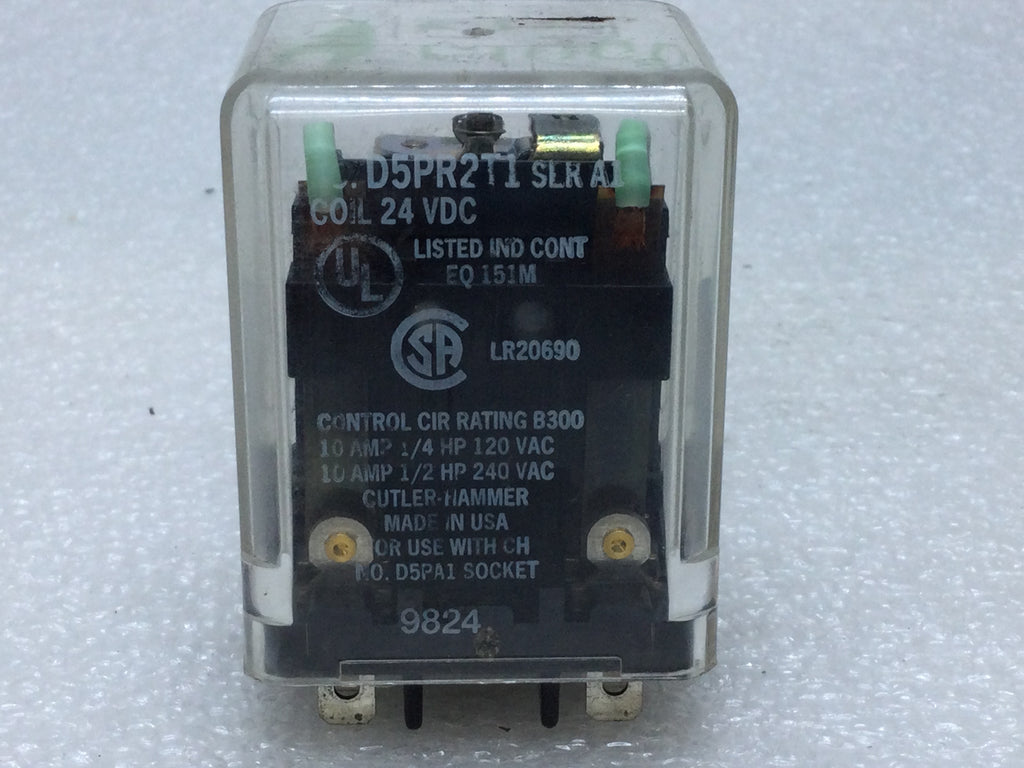 C. D5PR2T1 SLR A1
COIL 24 VDC
UL
LISTED IND CONT
EQ 151M
SA
LR20690
CONTROL CIR RATING B300
10 AMP 1/4 HP 120 VAC
10 AMP 1/2 HP 240 VAC
CUTLER-HAMMER
MADE IN USA
FOR USE WITH CH
NO. D5PA1 SOCKET
9824